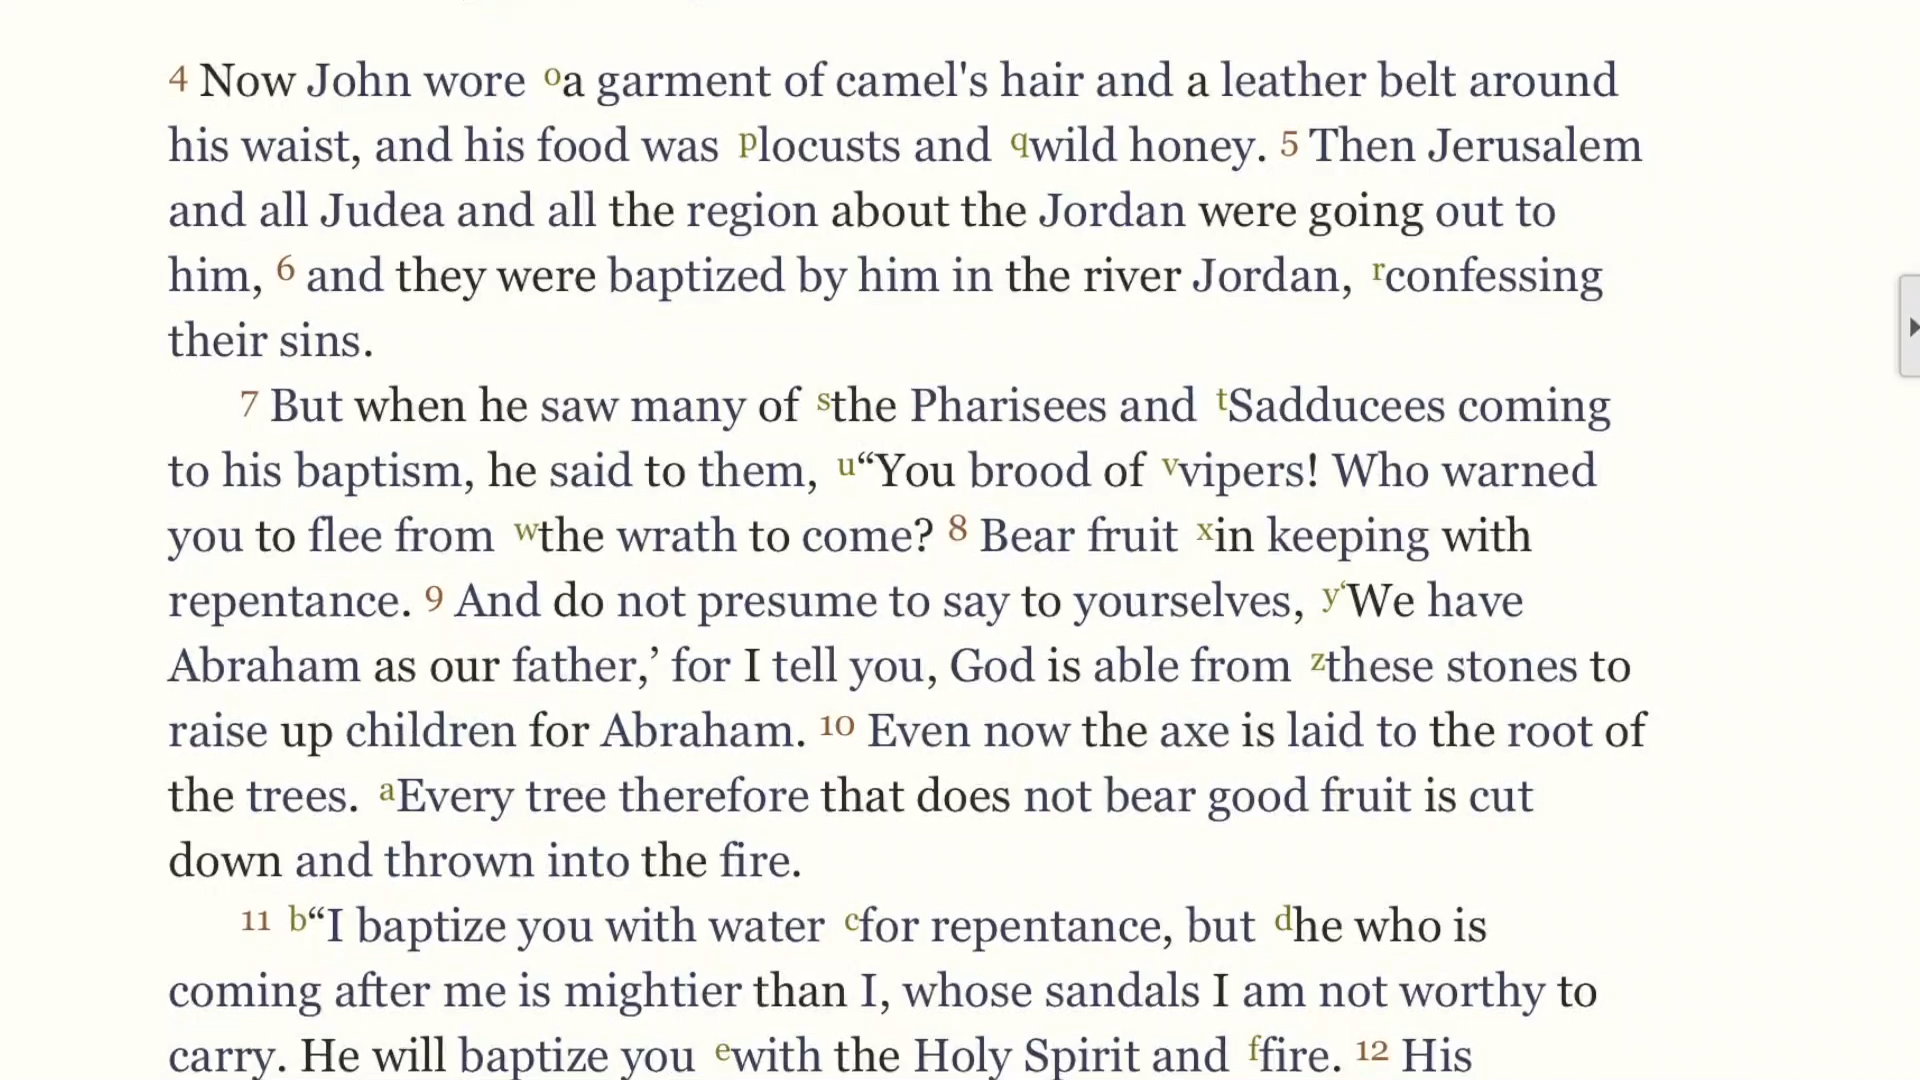 4 Now John wore oa garment of camel's hair and a leather belt around
his waist, and his food was plocusts and qwild honey. 5 Then Jerusalem
and all Judea and all the region about the Jordan were going out to
him, 6 and they were baptized by him in the river Jordan, rconfessing
their sins.
7 But when he saw many of sthe Pharisees and tSadducees coming
to his baptism, he said to them, u“You brood of vvipers! Who warned
you to flee from wthe wrath to come? 8 Bear fruit xin keeping with
repentance. 9 And do not presume to say to yourselves, y‘We have
Abraham as our father,’ for I tell you, God is able from zthese stones to
raise up children for Abraham. 10 Even now the axe is laid to the root of
the trees. aEvery tree therefore that does not bear good fruit is cut
down and thrown into the fire.
11 b“I baptize you with water cfor repentance, but dhe who is
coming after me is mightier than I, whose sandals I am not worthy to
carry. He will baptize you ewith the Holy Spirit and ffire. 12 His